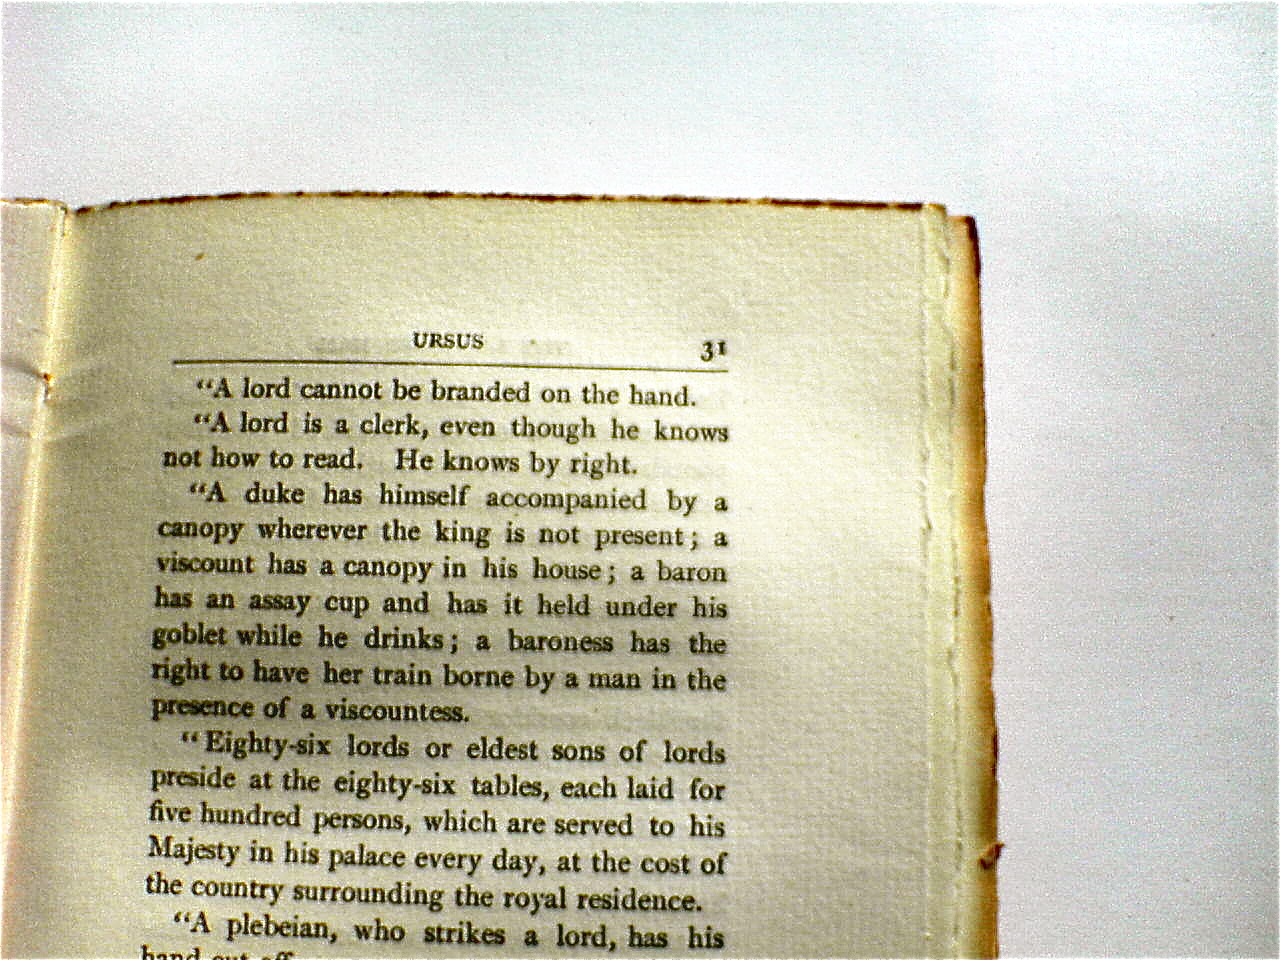 URSUS 31
“A lord cannot be branded on the hand.
“A lord is a clerk, even though he knows
not how to read. He knows by right.
“A duke has himself accompanied by a
canopy wherever the king is not present; a
viscount has a canopy in his house; a baron
has an assay cup and has it held under his
goblet while he drinks; a baroness has the
right to have her train borne by a man in the
presence of a viscountess.
“Eighty-six lords or eldest sons of lords
preside at the eighty-six tables, each laid for
five hundred persons, which are served to his
Majesty in his palace every day, at the cost of
the country surrounding the royal residence.
“A plebeian, who strikes a lord, has his
hand cut off.